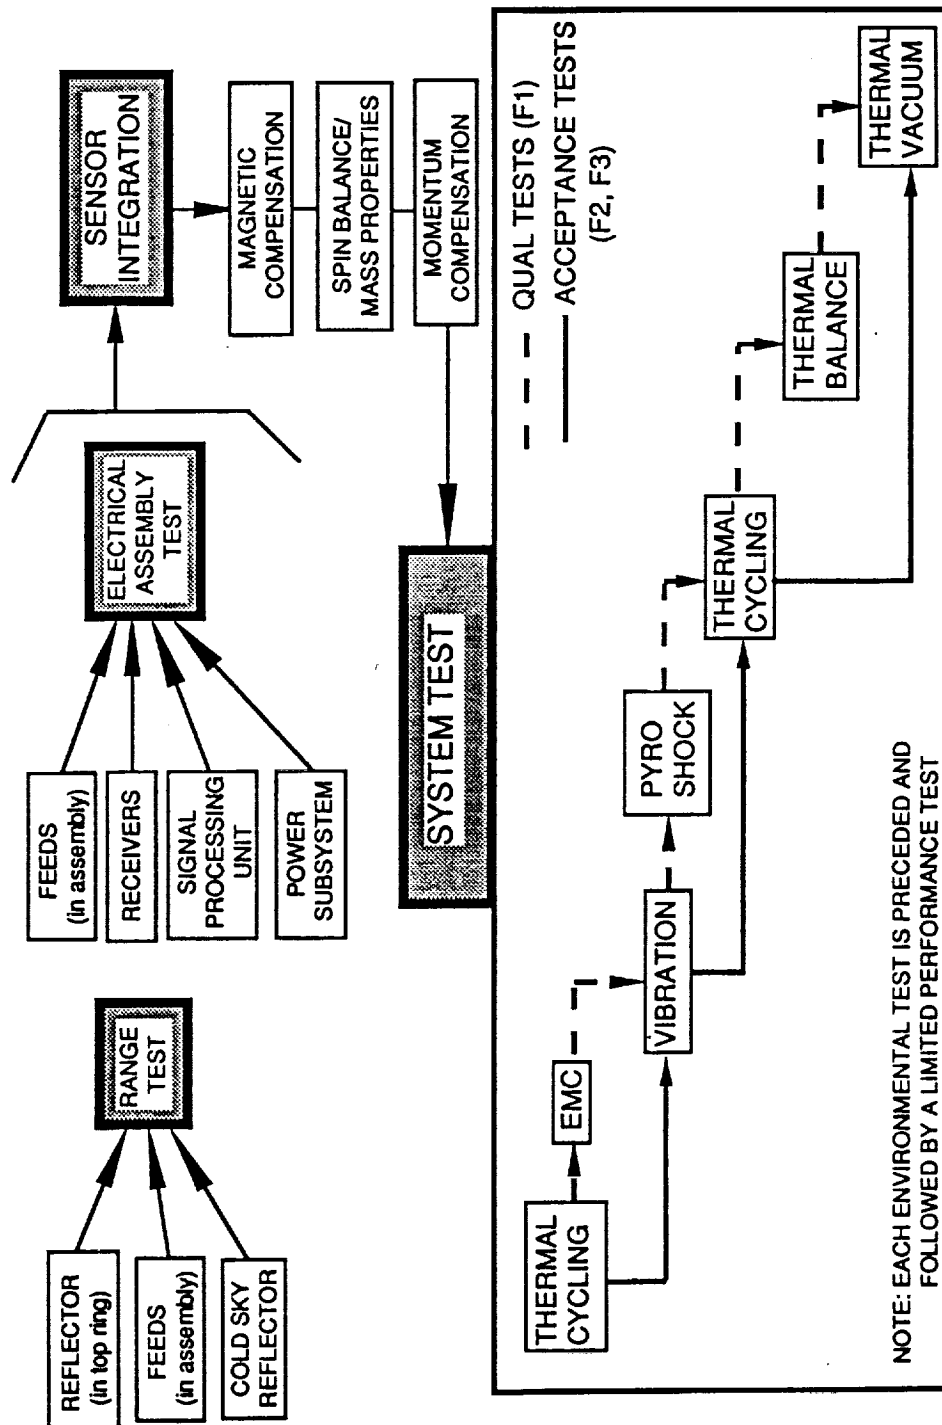 REFLECTOR
(in top ring)
FEEDS
(in assembly)
COLD SKY
REFLECTOR
RANGE
TEST
FEEDS
(in assembly)
RECEIVERS
SIGNAL
PROCESSING
UNIT
POWER
SUBSYSTEM
ELECTRICAL
ASSEMBLY
TEST
SENSOR
INTEGRATION
MAGNETIC
COMPENSATION
SPIN BALANCE/
MASS PROPERTIES
MOMENTUM
COMPENSATION
SYSTEM TEST
QUAL TESTS (F1)
ACCEPTANCE TESTS
(F2, F3)
THERMAL
CYCLING
EMC
VIBRATION
PYRO
SHOCK
THERMAL
CYCLING
THERMAL
BALANCE
THERMAL
VACUUM
NOTE: EACH ENVIRONMENTAL TEST IS PRECEDED AND
FOLLOWED BY A LIMITED PERFORMANCE TEST